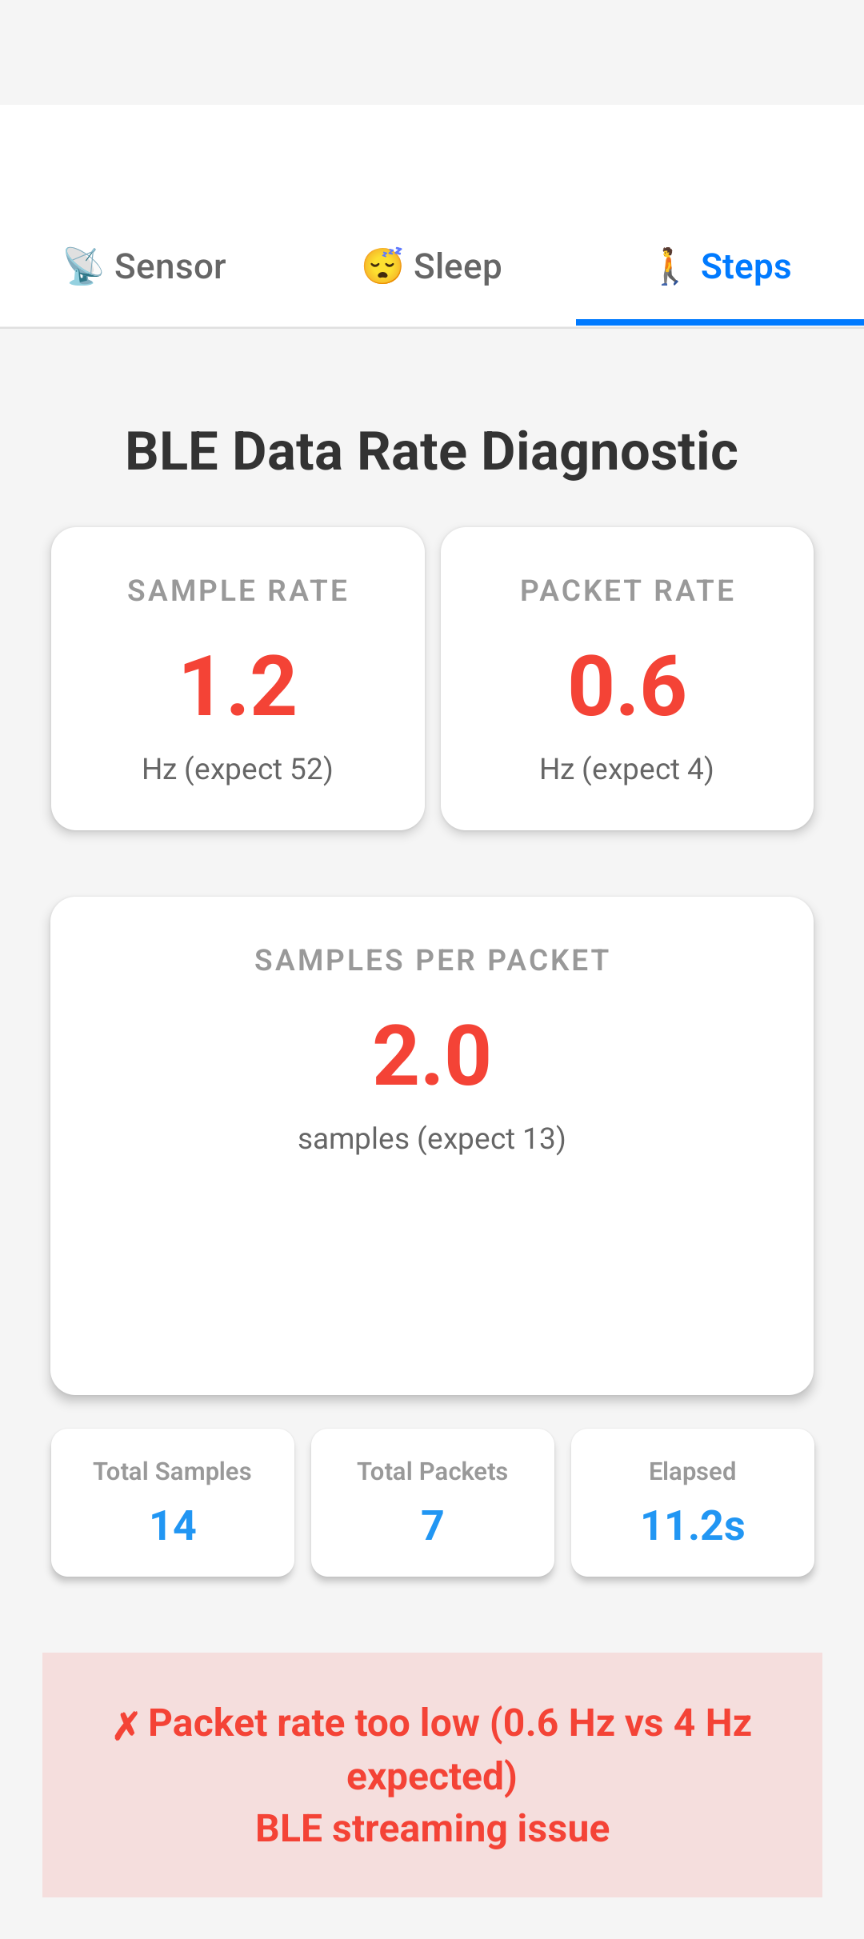 📡 Sensor
😴 Sleep
🚶 Steps
BLE Data Rate Diagnostic
SAMPLE RATE
1.2
Hz (expect 52)
PACKET RATE
0.6
Hz (expect 4)
SAMPLES PER PACKET
2.0
samples (expect 13)
Total Samples
14
Total Packets
7
Elapsed
11.2s
✗ Packet rate too low (0.6 Hz vs 4 Hz
expected)
BLE streaming issue